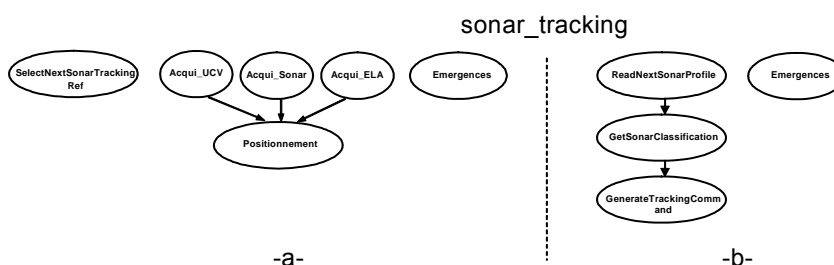 sonar_tracking
SelectNextSonarTracking
Ref
Acqui_UCV
Acqui_Sonar
Acqui_ELA
Emergences
Positionnement
ReadNextSonarProfile
Emergences
GetSonarClassification
GenerateTrackingComm
and
-a-
-b-